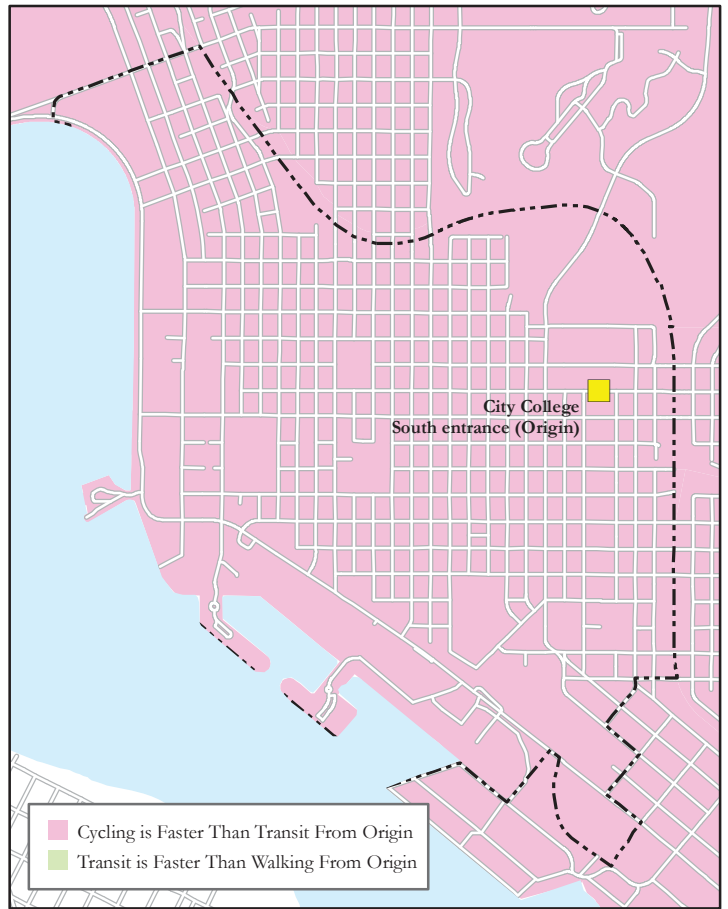 City College
South entrance (Origin)
Cycling is Faster Than Transit From Origin
Transit is Faster Than Walking From Origin